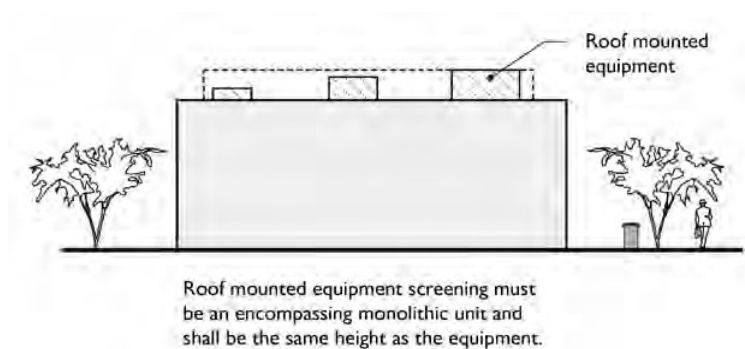 Roof mounted
equipment
Roof mounted equipment screening must
be an encompassing monolithic unit and
shall be the same height as the equipment.